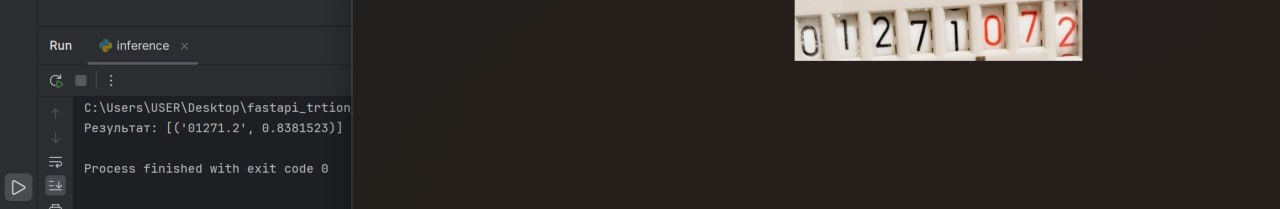 Run inference ×
01271072
C:\Users\USER\Desktop\fastapi_trtion_
Результат: [('01271.2', 0.8381523)]
Process finished with exit code 0